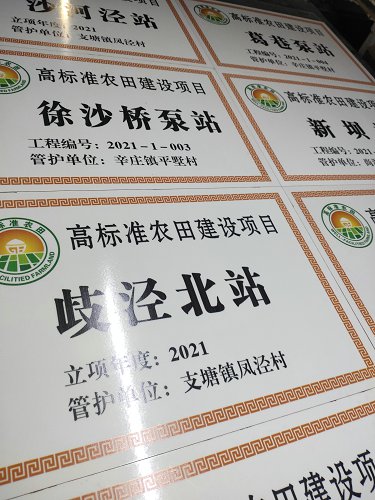 沙河泾站
立项年度：2021
管护单位：支塘镇凤泾村
葛巷泵站
工程编号：2021-1-004
管护单位：辛庄镇平墅村
高标准农田建设项目
徐沙桥泵站
工程编号：2021-1-003
管护单位：辛庄镇平墅村
新坝
工程编号
管护单位
高标准农田建设项目
歧泾北站
立项年度：2021
管护单位：支塘镇凤泾村
标准农田
FACILITIED FARMLAND
农田建设项